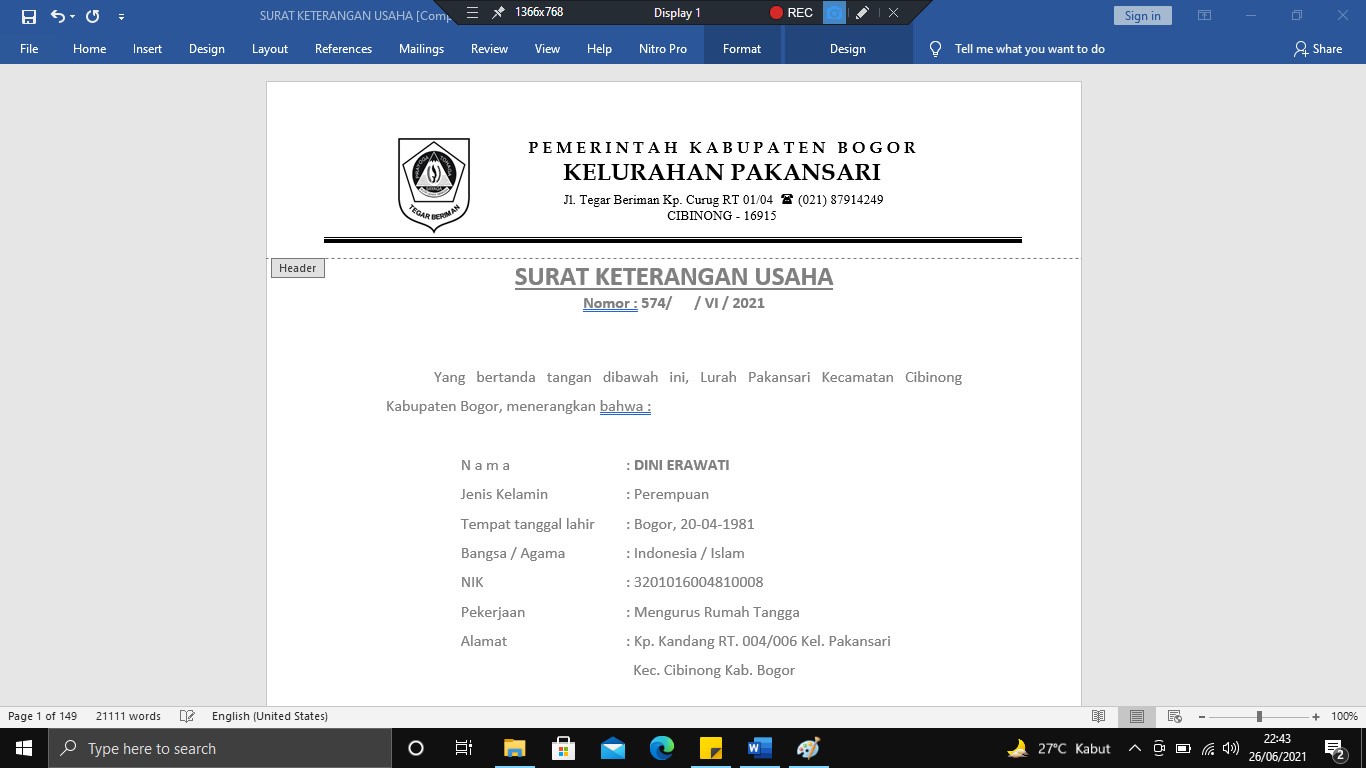 SURAT KETERANGAN USAHA [Comp
1366x768
Display 1
REC
Sign in
File
Home
Insert
Design
Layout
References
Mailings
Review
View
Help
Nitro Pro
Format
Design
Tell me what you want to do
Share
PEMERINTAH KABUPATEN BOGOR
KELURAHAN PAKANSARI
Jl. Tegar Beriman Kp. Curug RT 01/04 ☎ (021) 87914249
CIBINONG - 16915
TEGAR BERIMAN
Header
SURAT KETERANGAN USAHA
Nomor : 574/ / VI / 2021
Yang bertanda tangan dibawah ini, Lurah Pakansari Kecamatan Cibinong
Kabupaten Bogor, menerangkan bahwa :
N a m a : DINI ERAWATI
Jenis Kelamin : Perempuan
Tempat tanggal lahir : Bogor, 20-04-1981
Bangsa / Agama : Indonesia / Islam
NIK : 3201016004810008
Pekerjaan : Mengurus Rumah Tangga
Alamat : Kp. Kandang RT. 004/006 Kel. Pakansari
Kec. Cibinong Kab. Bogor
Page 1 of 149
21111 words
English (United States)
100%
Type here to search
27°C Kabut
22:43
26/06/2021
2